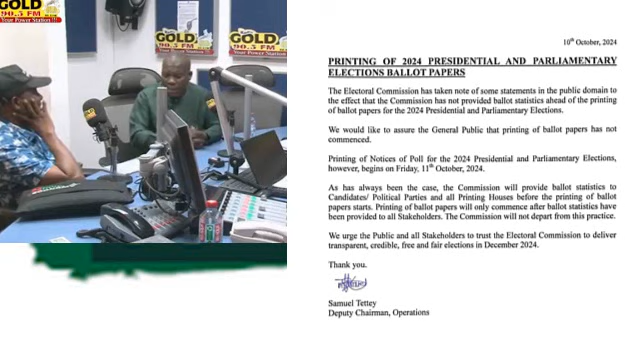 GOLD
90.5 FM
Your Power Station
GOLD
90.5 FM
Your Power Station
GOLD
90.5 FM
Your Power Station
GOLD
10th October, 2024
PRINTING OF 2024 PRESIDENTIAL AND PARLIAMENTARY
ELECTIONS BALLOT PAPERS
The Electoral Commission has taken note of some statements in the public domain to
the effect that the Commission has not provided ballot statistics ahead of the printing
of ballot papers for the 2024 Presidential and Parliamentary Elections.
We would like to assure the General Public that printing of ballot papers has not
commenced.
Printing of Notices of Poll for the 2024 Presidential and Parliamentary Elections,
however, begins on Friday, 11th October, 2024.
As has always been the case, the Commission will provide ballot statistics to
Candidates/ Political Parties and all Printing Houses before the printing of ballot
papers starts. Printing of ballot papers will only commence after ballot statistics have
been provided to all Stakeholders. The Commission will not depart from this practice.
We urge the Public and all Stakeholders to trust the Electoral Commission to deliver
transparent, credible, free and fair elections in December 2024.
Thank you.
Samuel Tettey
Deputy Chairman, Operations